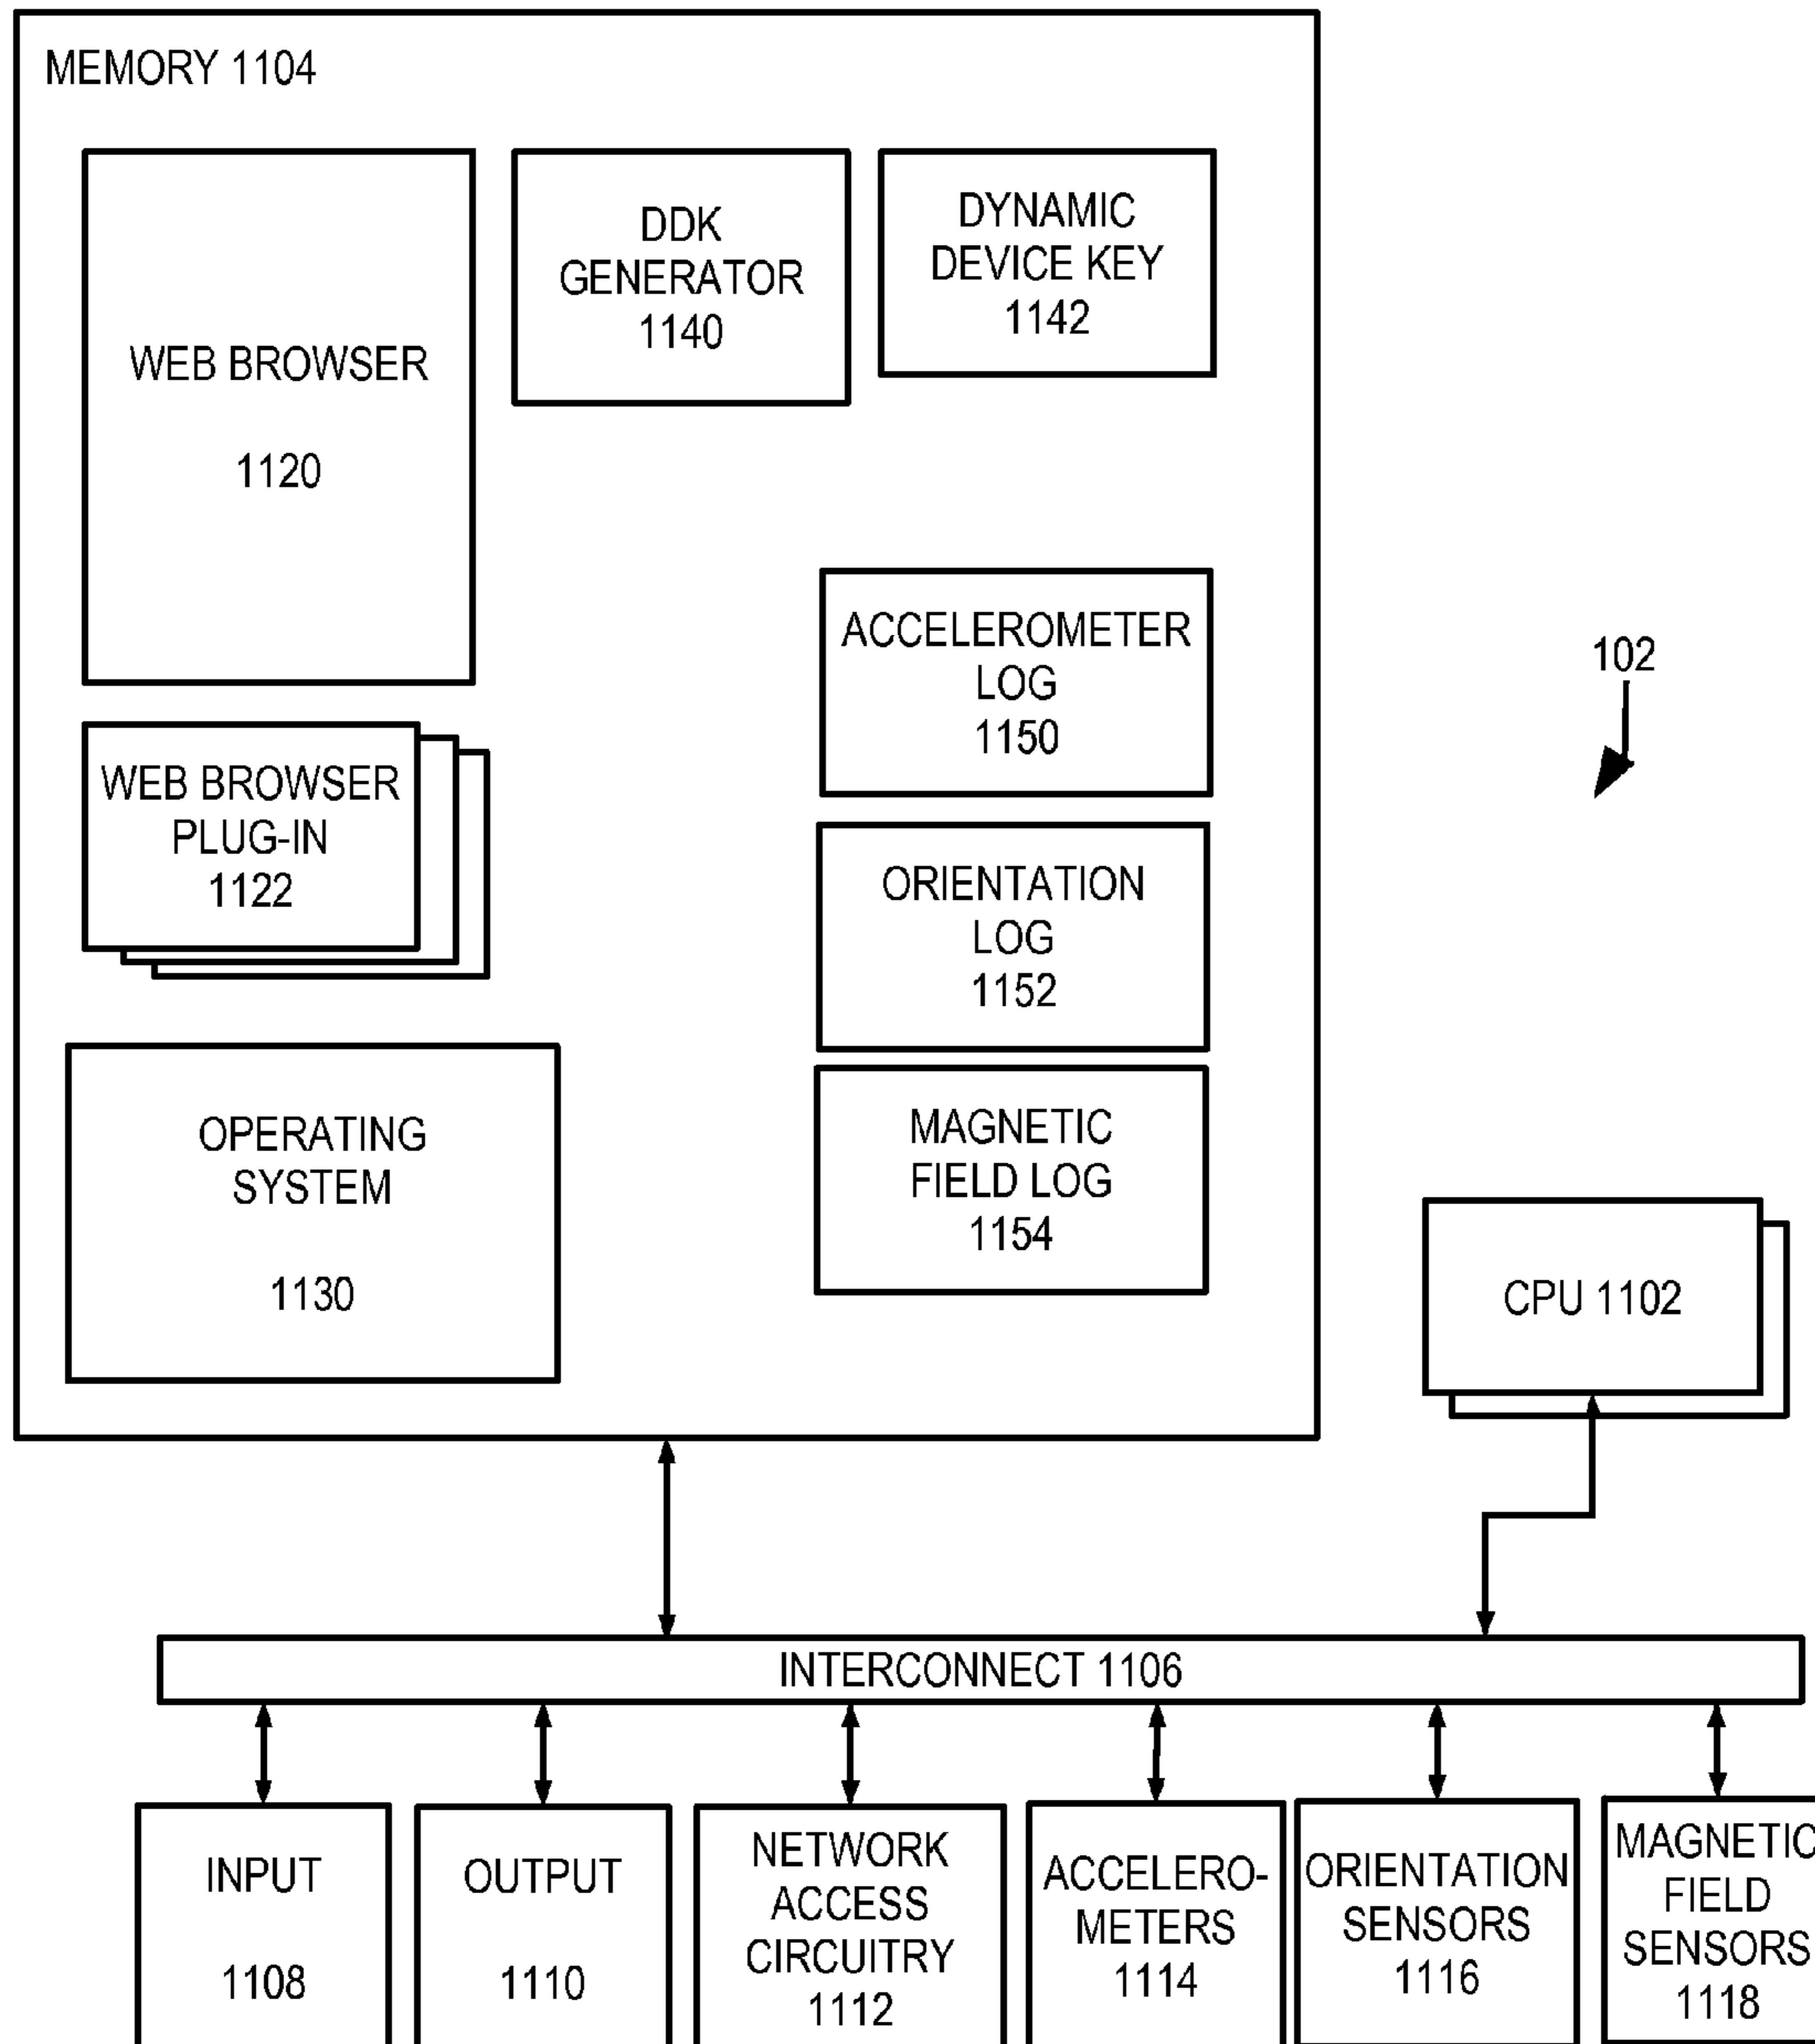 MEMORY 1104
WEB BROWSER
1120
DDK
GENERATOR
1140
DYNAMIC
DEVICE KEY
1142
ACCELEROMETER
LOG
1150
102
WEB BROWSER
PLUG-IN
1122
ORIENTATION
LOG
1152
OPERATING
SYSTEM
1130
MAGNETIC
FIELD LOG
1154
CPU 1102
INTERCONNECT 1106
INPUT
1108
OUTPUT
1110
NETWORK
ACCESS
CIRCUITRY
1112
ACCELERO-
METERS
1114
ORIENTATION
SENSORS
1116
MAGNETIC
FIELD
SENSORS
1118